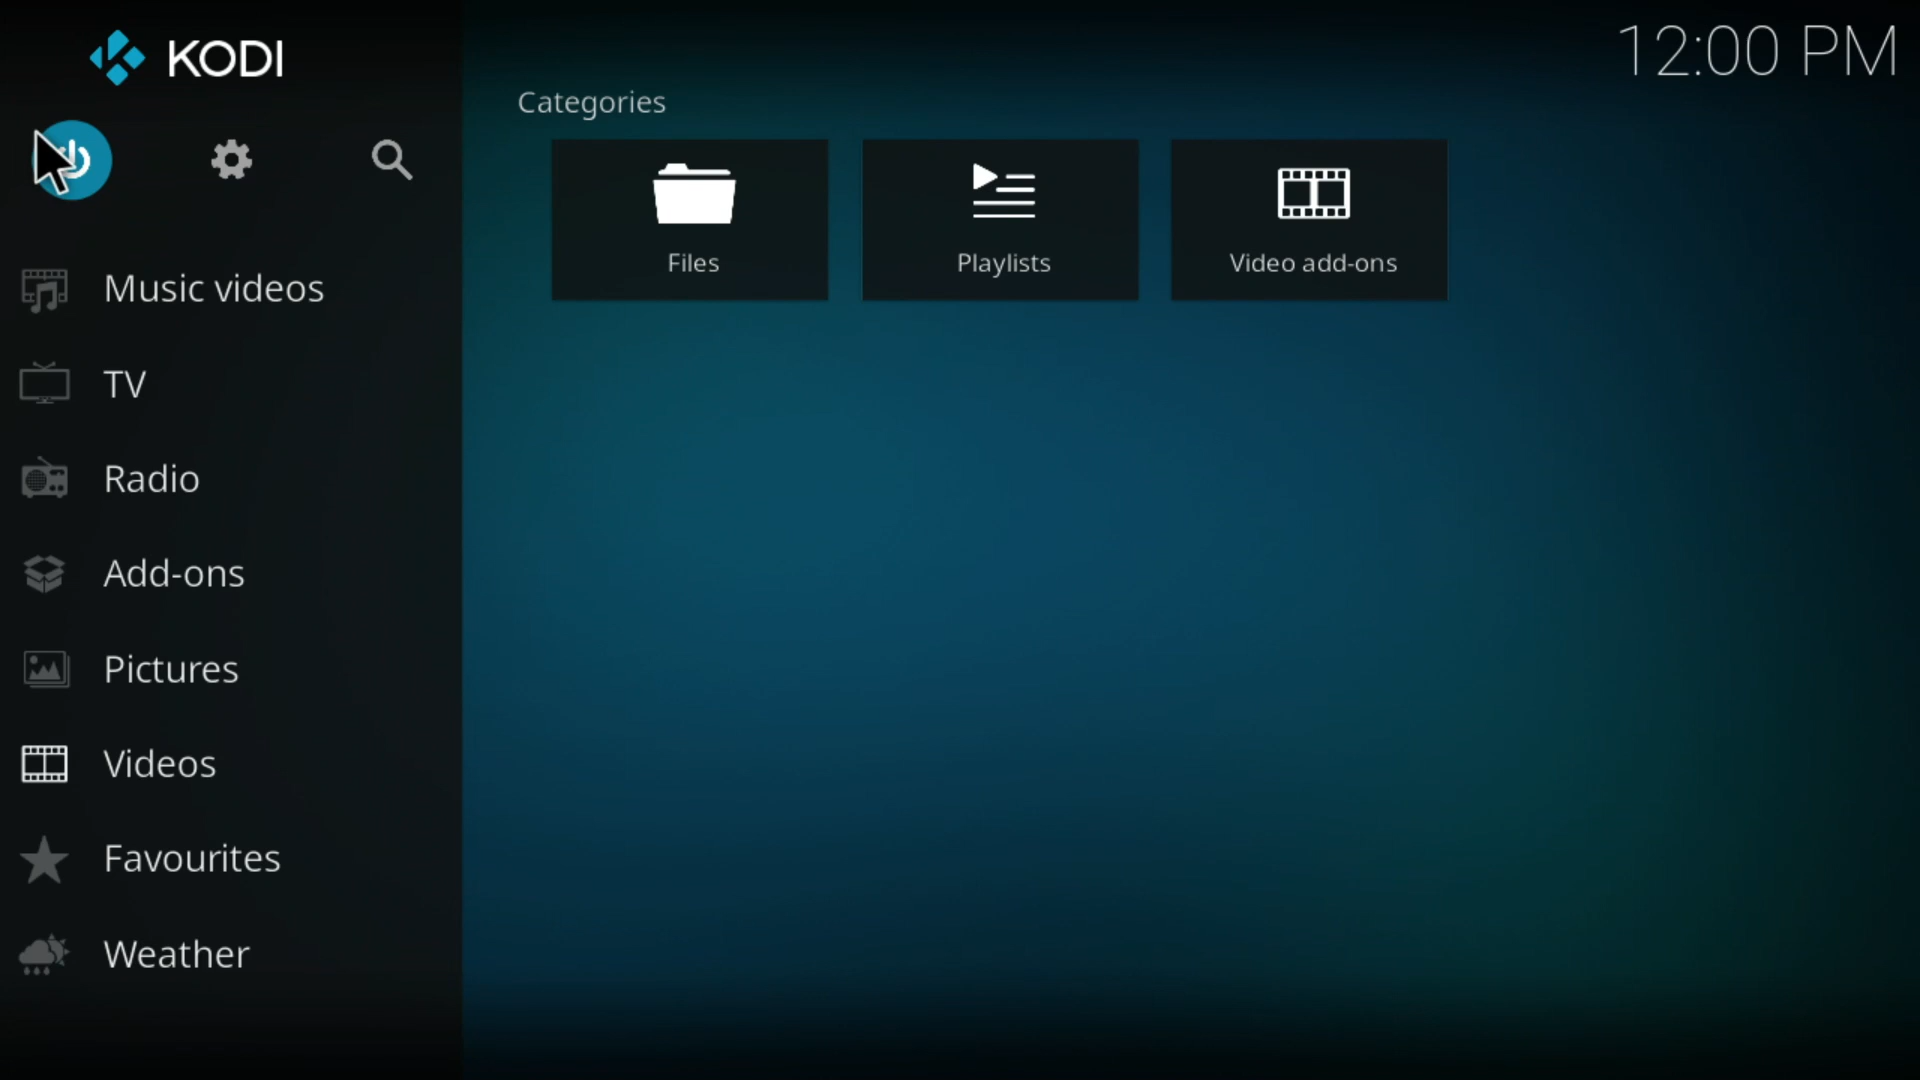 KODI
12:00 PM
Categories
Files
Playlists
Video add-ons
Music videos
TV
Radio
Add-ons
Pictures
Videos
Favourites
Weather